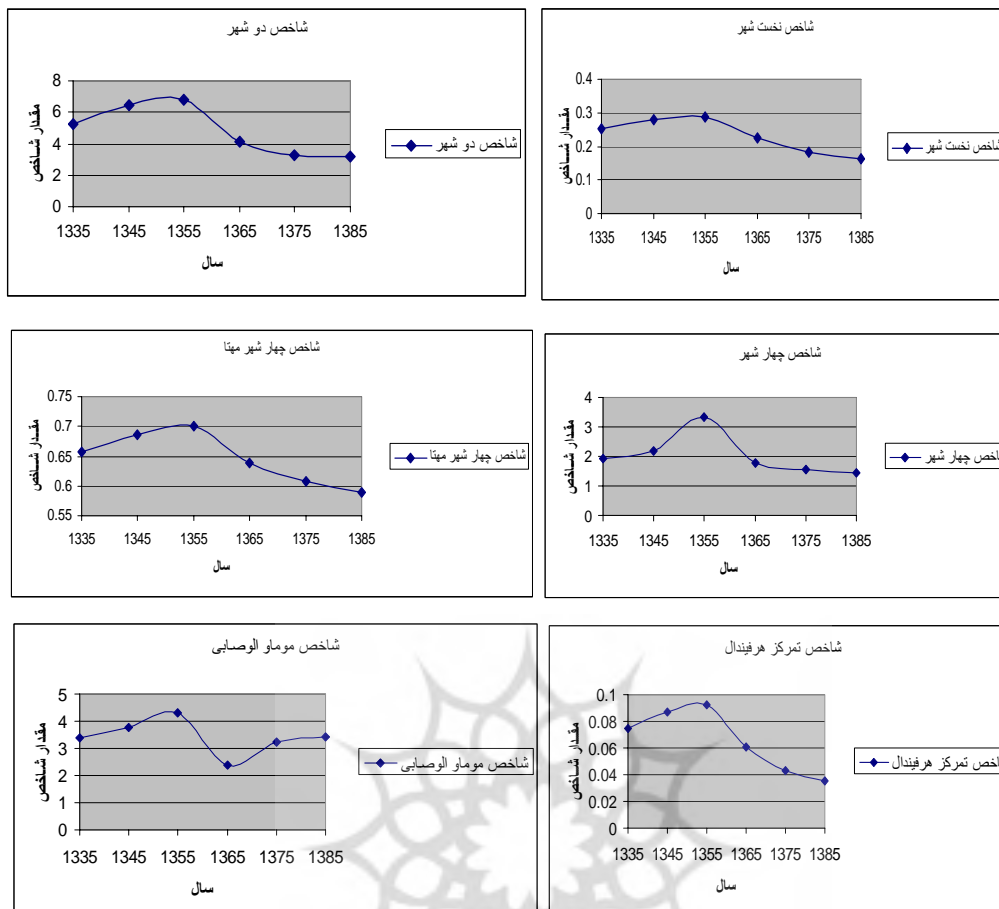 شاخص نخست شهر
0.4
0.3
0.2
0.1
0
1335 1345 1355 1365 1375 1385
سال
مقدار شاخص
شاخص نخست شهر
شاخص دو شهر
8
6
4
2
0
1335 1345 1355 1365 1375 1385
سال
مقدار شاخص
شاخص دو شهر
شاخص چهار شهر
4
3
2
1
0
1335 1345 1355 1365 1375 1385
سال
مقدار شاخص
شاخص چهار شهر
شاخص چهار شهر مهتا
0.75
0.7
0.65
0.6
0.55
1335 1345 1355 1365 1375 1385
سال
مقدار شاخص
شاخص چهار شهر مهتا
شاخص تمرکز هرفیندال
0.1
0.08
0.06
0.04
0.02
0
1335 1345 1355 1365 1375 1385
سال
مقدار شاخص
شاخص تمرکز هرفیندال
شاخص موماو الوصابی
5
4
3
2
1
0
1335 1345 1355 1365 1375 1385
سال
مقدار شاخص
شاخص موماو الوصابی